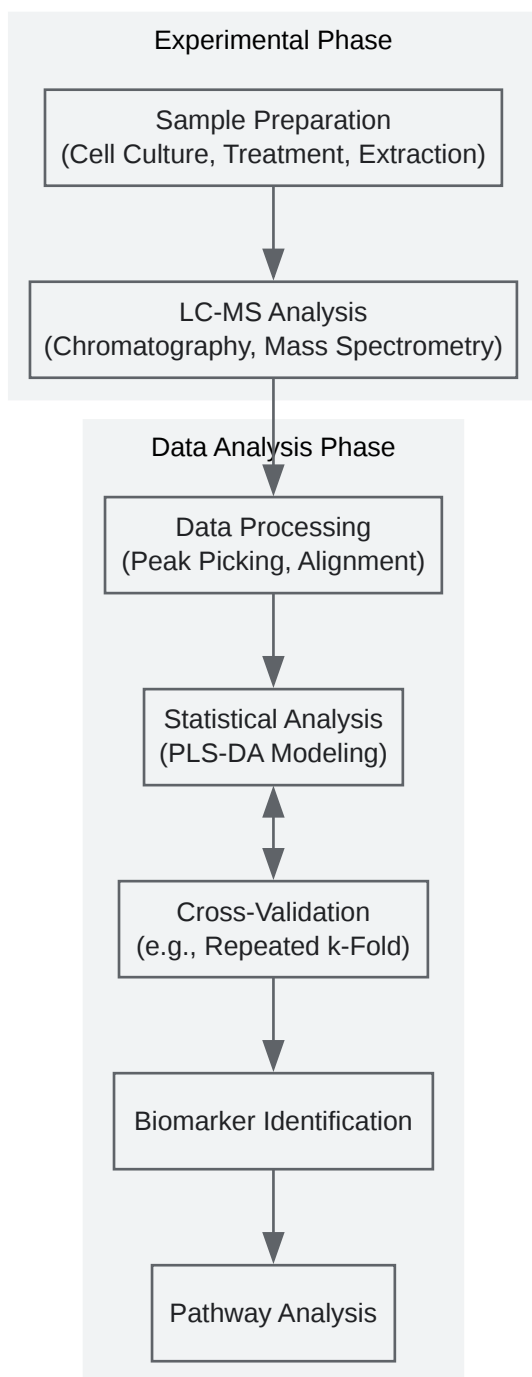 Experimental Phase
Sample Preparation
(Cell Culture, Treatment, Extraction)
LC-MS Analysis
(Chromatography, Mass Spectrometry)
Data Analysis Phase
Data Processing
(Peak Picking, Alignment)
Statistical Analysis
(PLS-DA Modeling)
Cross-Validation
(e.g., Repeated k-Fold)
Biomarker Identification
Pathway Analysis